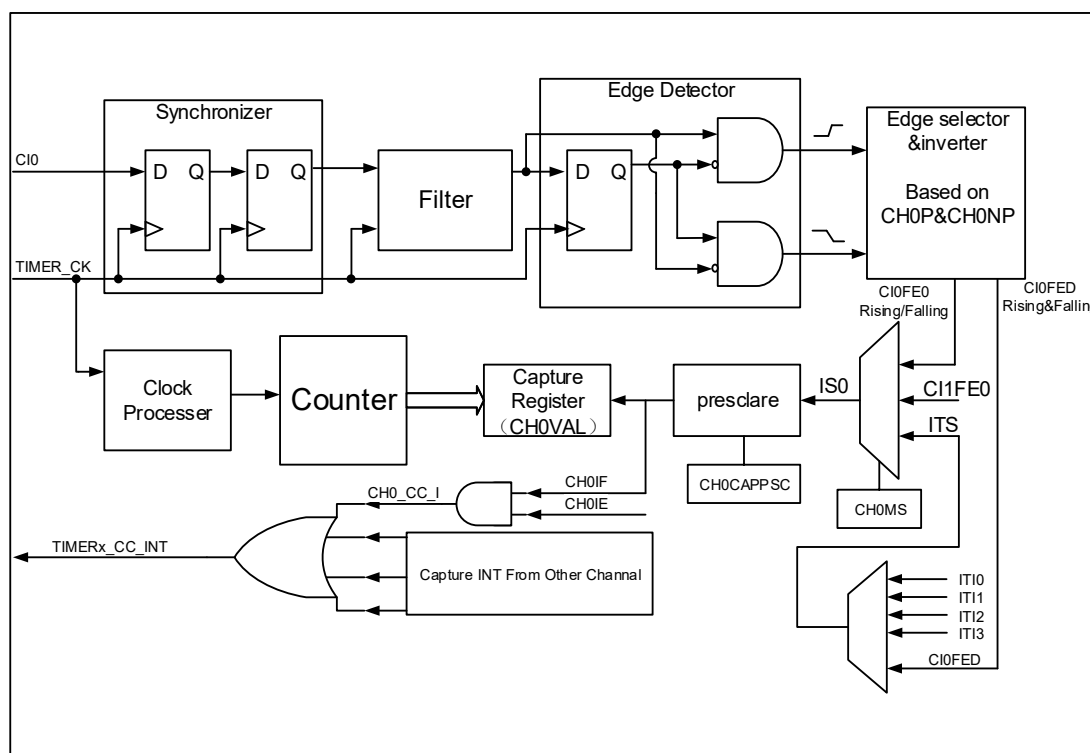 Synchronizer
Edge Detector
Edge selector
&inverter
Based on
CH0P&CH0NP
CI0
D
Q
D
Q
Filter
D
Q
TIMER_CK
CI0FE0
Rising/Falling
CI0FED
Rising&Fallin
Clock
Processer
Counter
Capture
Register
（CH0VAL）
presclare
IS0
CI1FE0
ITS
CH0CAPPSC
CH0MS
CH0_CC_I
CH0IF
CH0IE
TIMERx_CC_INT
Capture INT From Other Channel
ITI0
ITI1
ITI2
ITI3
CI0FED